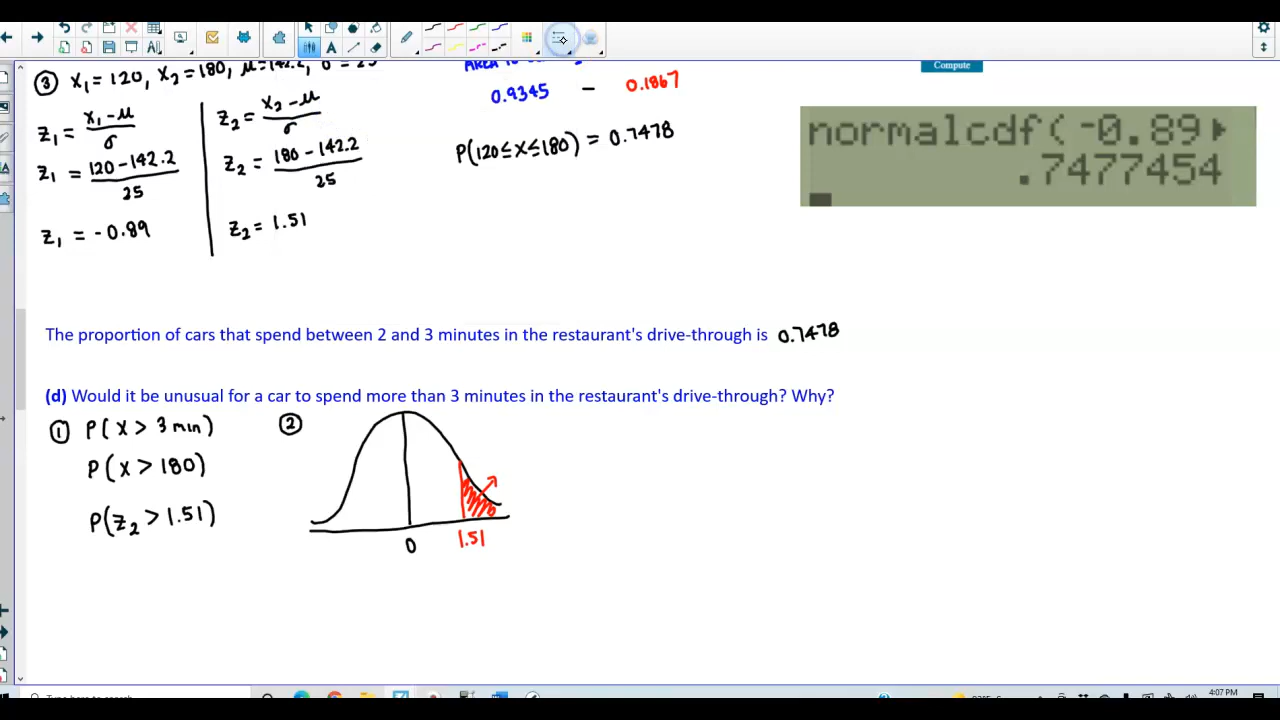 ③ x₁ = 120, x₂ = 180, μ = 142.2, σ = 25
z₁ = x₁ - μ / σ
z₁ = 120 - 142.2 / 25
z₁ = -0.89
z₂ = x₂ - μ / σ
z₂ = 180 - 142.2 / 25
z₂ = 1.51
0.9345 - 0.1867
P(120 ≤ x ≤ 180) = 0.7478
Compute
normalcdf(-0.89
.7477454
The proportion of cars that spend between 2 and 3 minutes in the restaurant's drive-through is 0.7478
(d) Would it be unusual for a car to spend more than 3 minutes in the restaurant's drive-through? Why?
① P(x > 3 min)
P(x > 180)
P(z₂ > 1.51)
②
0
1.51
4:07 PM